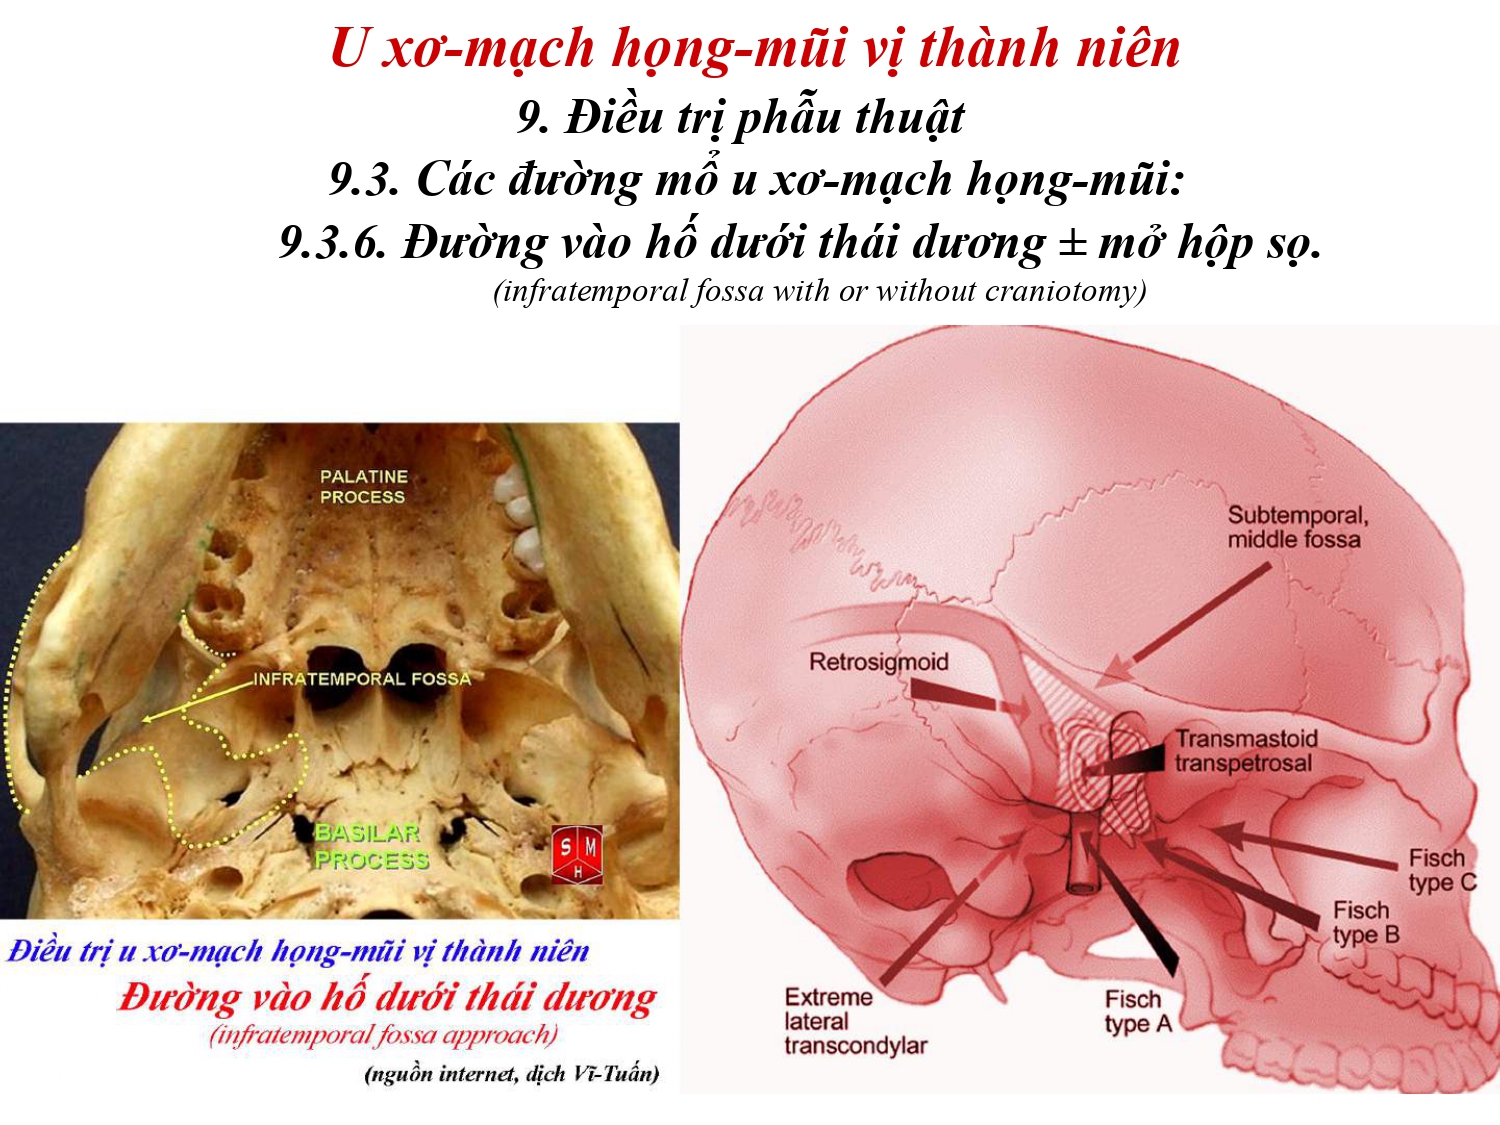 U xơ-mạch họng-mũi vị thành niên
9. Điều trị phẫu thuật
9.3. Các đường mổ u xơ-mạch họng-mũi:
9.3.6. Đường vào hố dưới thái dương ± mở hộp sọ.
(infratemporal fossa with or without craniotomy)
PALATINE
PROCESS
INFRATEMPORAL FOSSA
BASILAR
PROCESS
S M
H
Điều trị u xơ-mạch họng-mũi vị thành niên
Đường vào hố dưới thái dương
(infratemporal fossa approach)
(nguồn internet, dịch Vĩ-Tuấn)
Subtemporal,
middle fossa
Retrosigmoid
Transmastoid
transpetrosal
Fisch
type C
Fisch
type B
Fisch
type A
Extreme
lateral
transcondylar